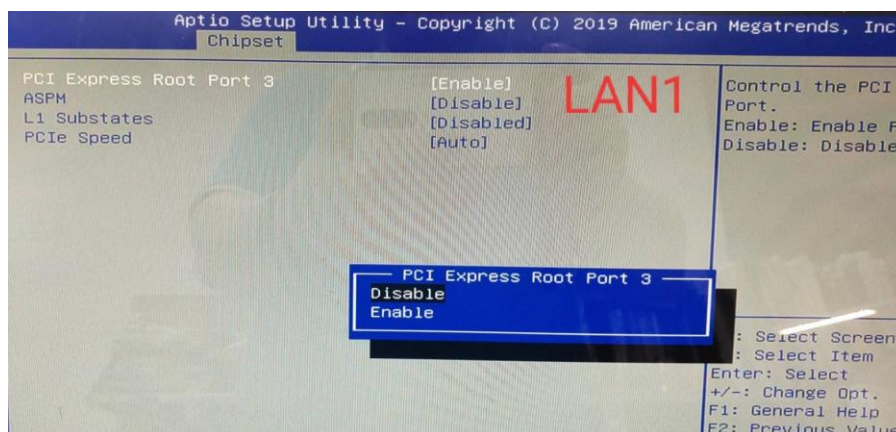 Aptio Setup Utility – Copyright (C) 2019 American Megatrends, Inc
Chipset
PCI Express Root Port 3 [Enable]
ASPM [Disable]
L1 Substates [Disabled]
PCIe Speed [Auto]
LAN1
Control the PCI
Port.
Enable: Enable
Disable: Disable
PCI Express Root Port 3
Disable
Enable
: Select Screen
: Select Item
Enter: Select
+/-: Change Opt.
F1: General Help
F2: Previous